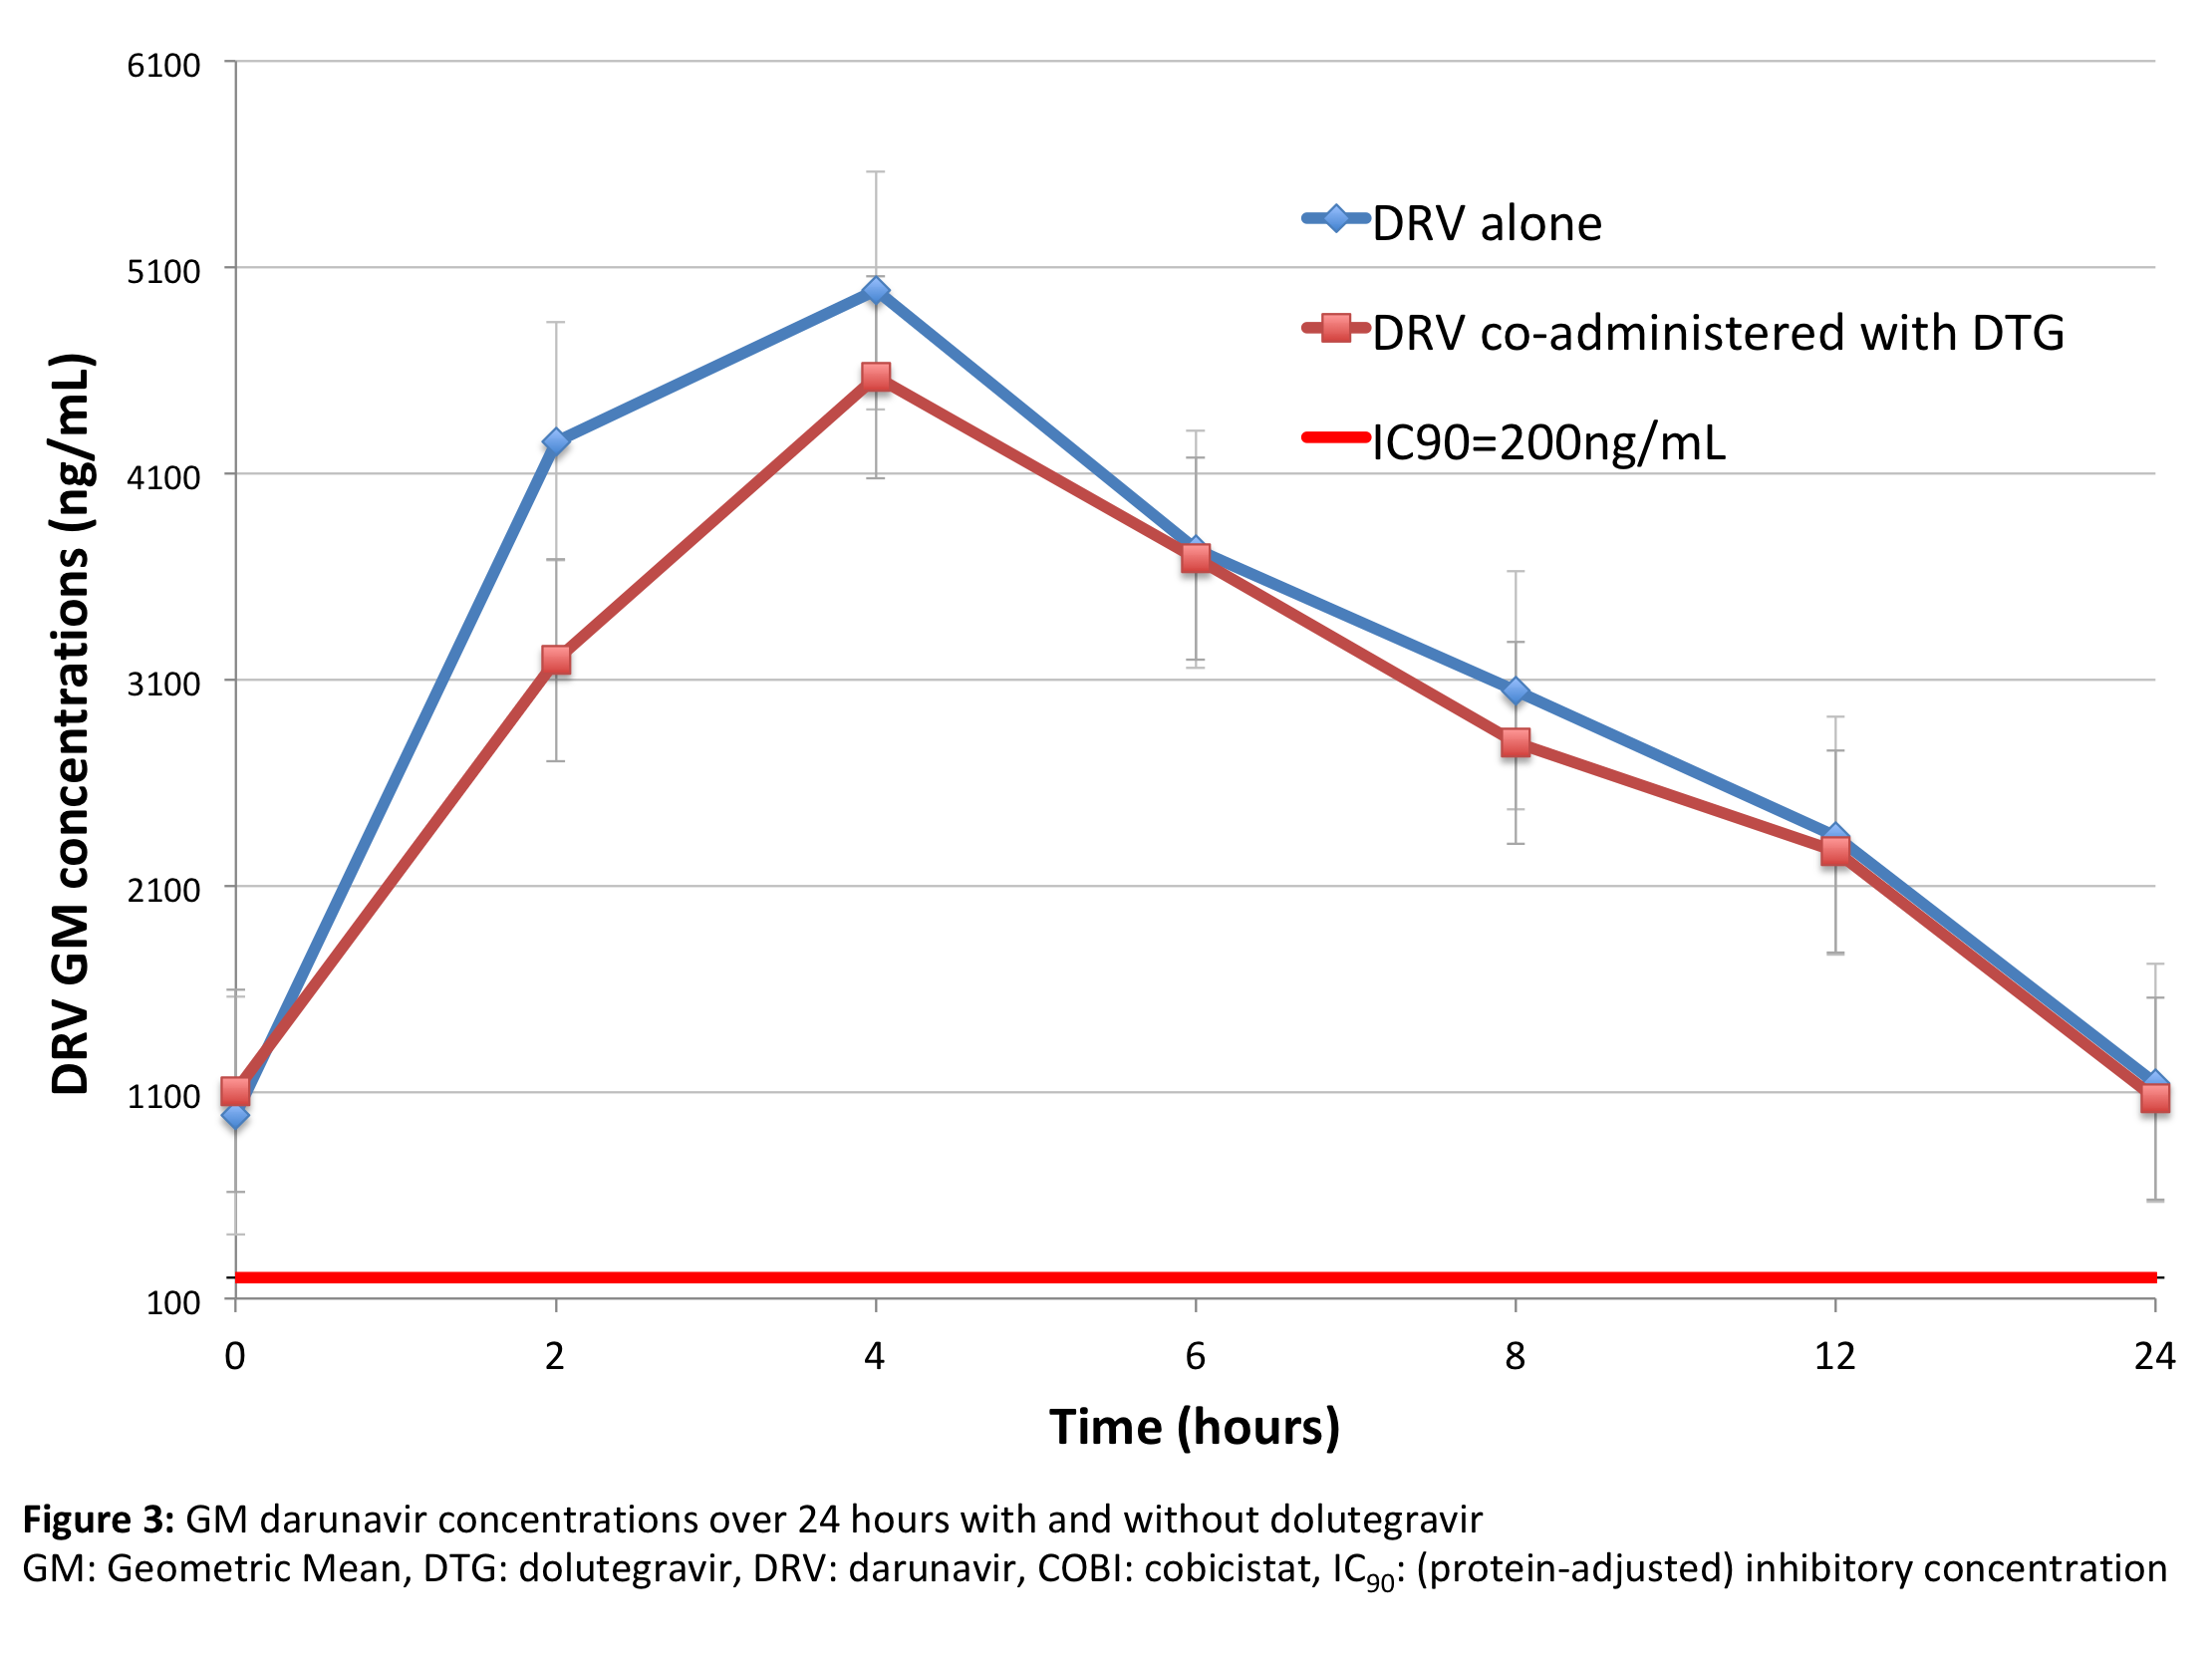 6100
5100
4100
3100
2100
1100
100
DRV GM concentrations (ng/mL)
DRV alone
DRV co-administered with DTG
IC90=200ng/mL
0 2 4 6 8 12 24
Time (hours)
Figure 3: GM darunavir concentrations over 24 hours with and without dolutegravir
GM: Geometric Mean, DTG: dolutegravir, DRV: darunavir, COBI: cobicistat, IC90: (protein-adjusted) inhibitory concentration